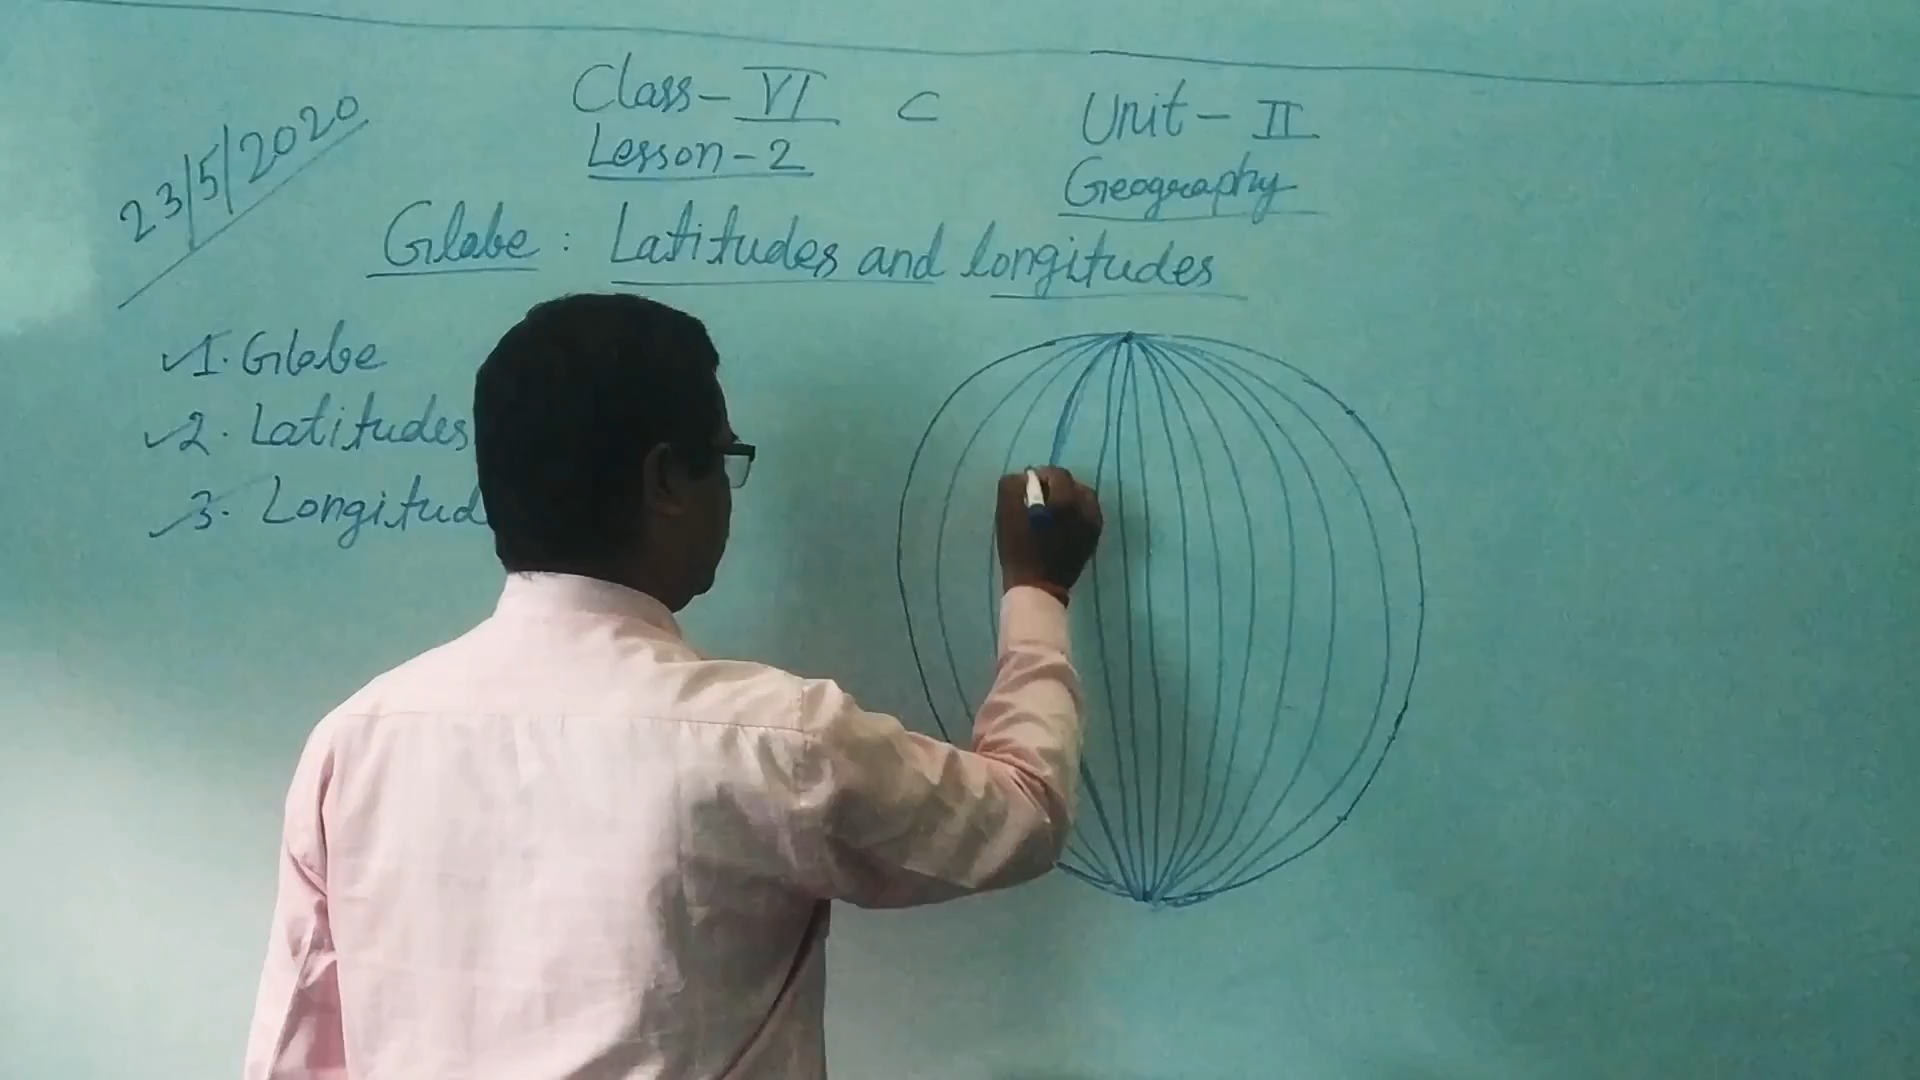 23/5/2020
Class - VI C
Lesson - 2
Unit - II
Geography
Globe : Latitudes and longitudes
1. Globe
2. Latitudes
3. Longitud